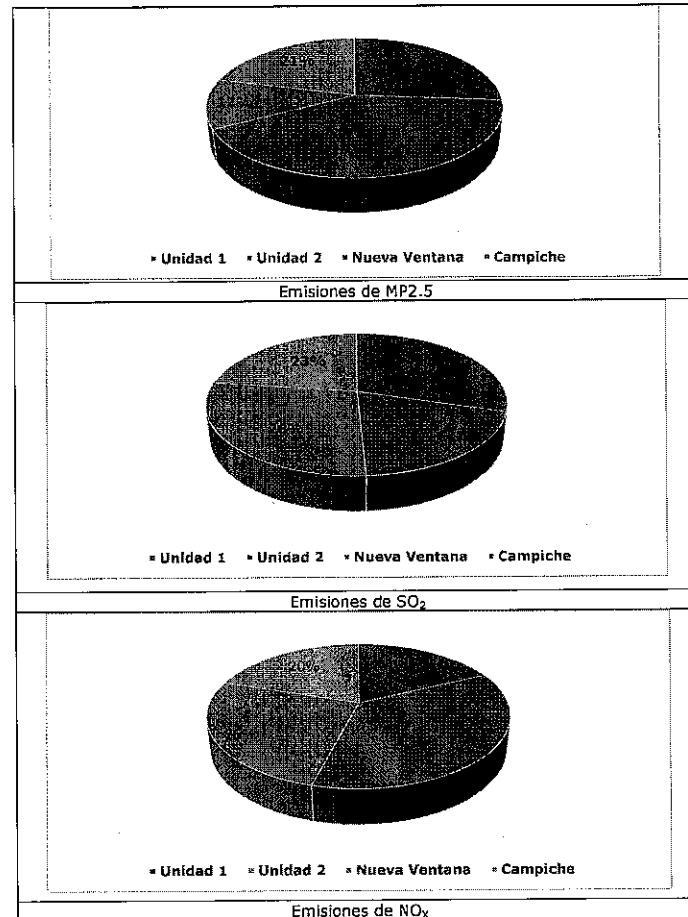 21%
▪ Unidad 1 ▪ Unidad 2 ▪ Nueva Ventana ▪ Campiche
Emisiones de MP2.5
23%
▪ Unidad 1 ▪ Unidad 2 ▪ Nueva Ventana ▪ Campiche
Emisiones de SO₂
20%
▪ Unidad 1 ▪ Unidad 2 ▪ Nueva Ventana ▪ Campiche
Emisiones de NOₓ